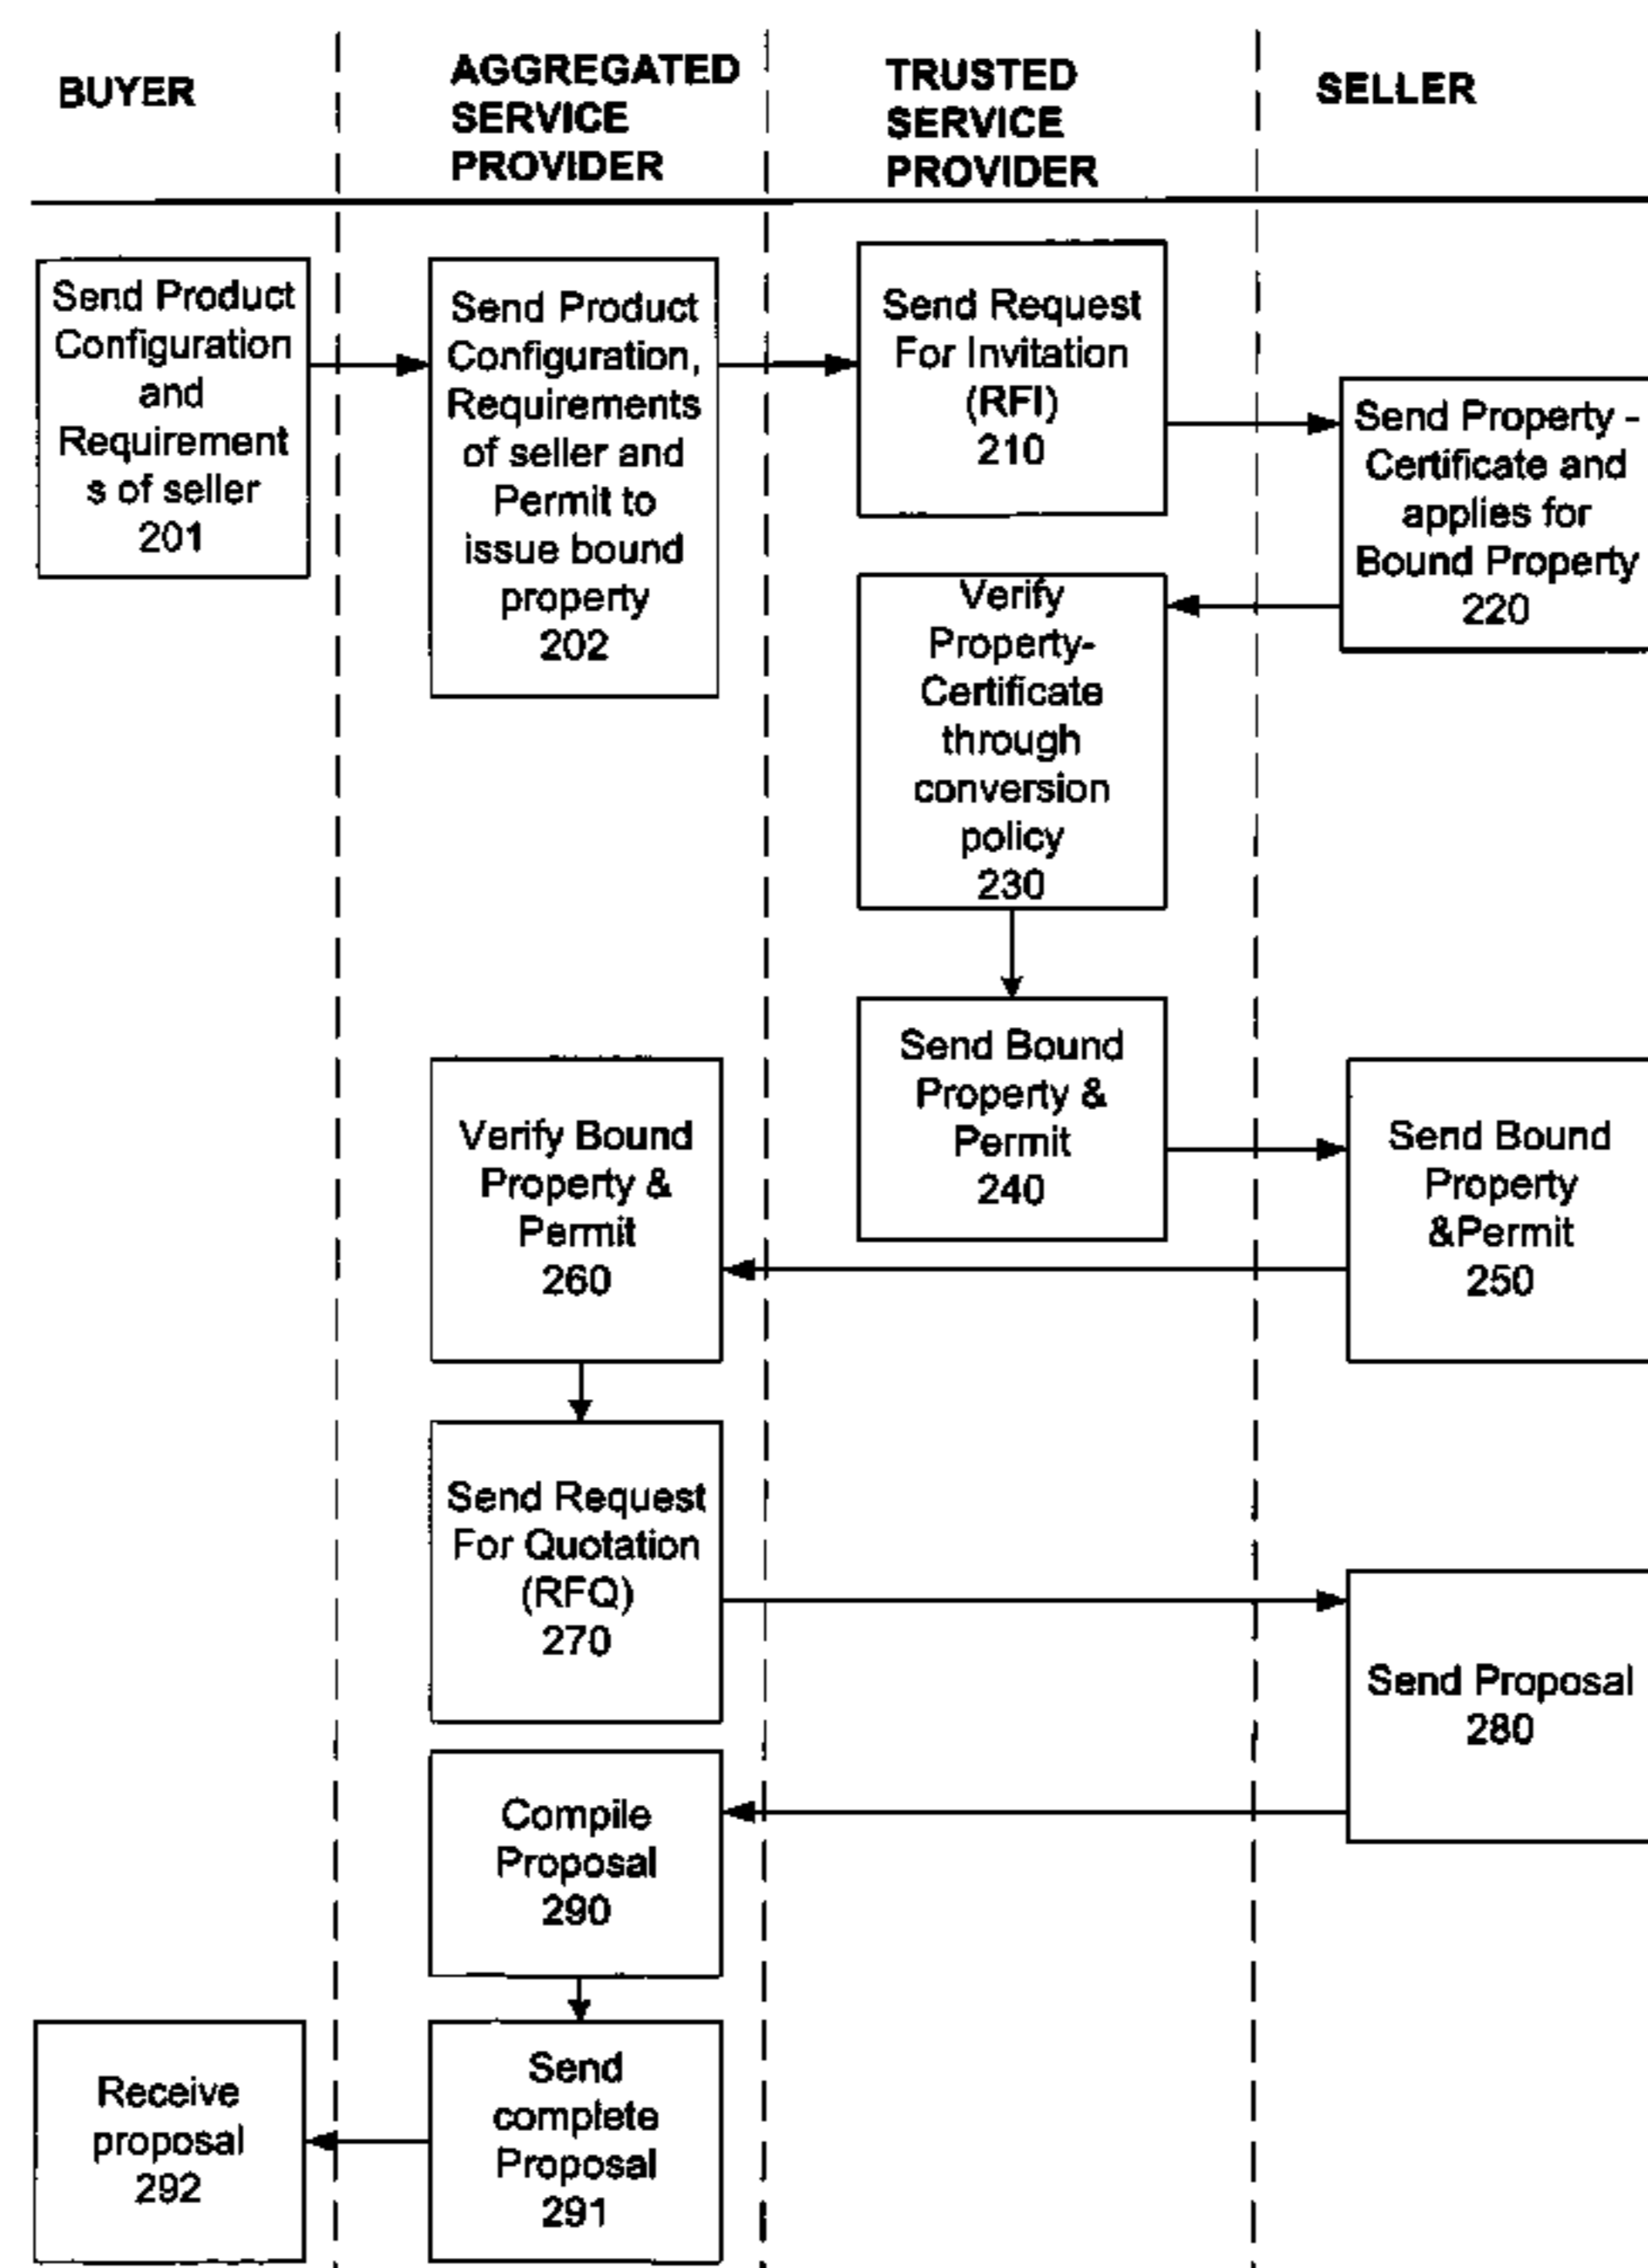 BUYER
AGGREGATED
SERVICE
PROVIDER
TRUSTED
SERVICE
PROVIDER
SELLER
Send Product
Configuration
and
Requirement
s of seller
201
Send Product
Configuration,
Requirements
of seller and
Permit to
issue bound
property
202
Send Request
For Invitation
(RFI)
210
Send Property -
Certificate and
applies for
Bound Property
220
Verify
Property-
Certificate
through
conversion
policy
230
Send Bound
Property &
Permit
240
Send Bound
Property
&Permit
250
Verify Bound
Property &
Permit
260
Send Request
For Quotation
(RFQ)
270
Send Proposal
280
Compile
Proposal
290
Send
complete
Proposal
291
Receive
proposal
292